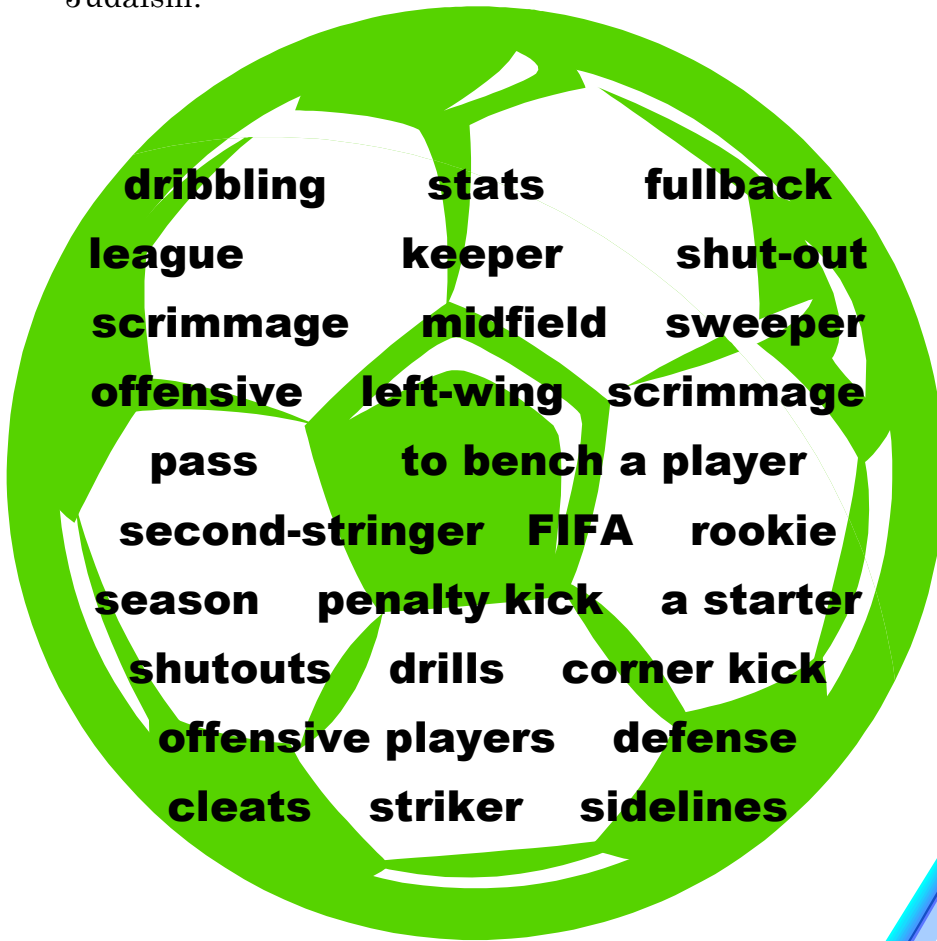 Judaism.
dribbling stats fullback
league keeper shut-out
scrimmage midfield sweeper
offensive left-wing scrimmage
pass to bench a player
second-stringer FIFA rookie
season penalty kick a starter
shutouts drills corner kick
offensive players defense
cleats striker sidelines